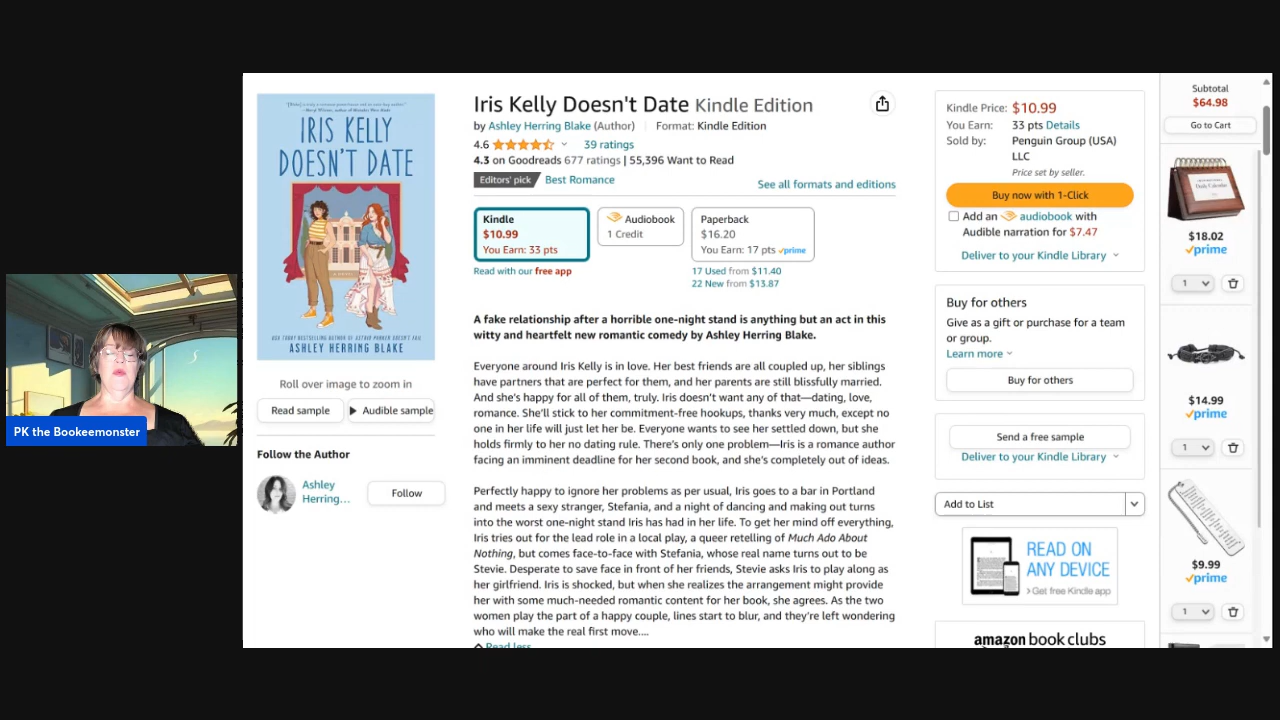 PK the Bookeemonster
IRIS KELLY
DOESN'T DATE
A NOVEL
ASHLEY HERRING BLAKE
Roll over image to zoom in
Read sample
Audible sample
Follow the Author
Ashley
Herring...
Follow
Iris Kelly Doesn't Date Kindle Edition
by Ashley Herring Blake (Author) Format: Kindle Edition
4.6 39 ratings
4.3 on Goodreads 677 ratings | 55,396 Want to Read
Editors' pick Best Romance
See all formats and editions
Kindle
$10.99
You Earn: 33 pts
Read with our free app
Audiobook
1 Credit
Paperback
$16.20
You Earn: 17 pts prime
17 Used from $11.40
22 New from $13.87
A fake relationship after a horrible one-night stand is anything but an act in this
witty and heartfelt new romantic comedy by Ashley Herring Blake.
Everyone around Iris Kelly is in love. Her best friends are all coupled up, her siblings
have partners that are perfect for them, and her parents are still blissfully married.
And she's happy for all of them, truly. Iris doesn't want any of that—dating, love,
romance. She'll stick to her commitment-free hookups, thanks very much, except no
one in her life will just let her be. Everyone wants to see her settled down, but she
holds firmly to her no dating rule. There's only one problem—Iris is a romance author
facing an imminent deadline for her second book, and she's completely out of ideas.
Perfectly happy to ignore her problems as per usual, Iris goes to a bar in Portland
and meets a sexy stranger, Stefania, and a night of dancing and making out turns
into the worst one-night stand Iris has had in her life. To get her mind off everything,
Iris tries out for the lead role in a local play, a queer retelling of Much Ado About
Nothing, but comes face-to-face with Stefania, whose real name turns out to be
Stevie. Desperate to save face in front of her friends, Stevie asks Iris to play along as
her girlfriend. Iris is shocked, but when she realizes the arrangement might provide
her with some much-needed romantic content for her book, she agrees. As the two
women play the part of a happy couple, lines start to blur, and they're left wondering
who will make the real first move....
Read less
Kindle Price: $10.99
You Earn: 33 pts Details
Sold by: Penguin Group (USA)
LLC
Price set by seller.
Buy now with 1-Click
Add an audiobook with
Audible narration for $7.47
Deliver to your Kindle Library
Buy for others
Give as a gift or purchase for a team
or group.
Learn more
Buy for others
Send a free sample
Deliver to your Kindle Library
Add to List
READ ON
ANY DEVICE
› Get free Kindle app
amazon book clubs
Subtotal
$64.98
Go to Cart
$18.02
prime
1
$14.99
prime
1
$9.99
prime
1